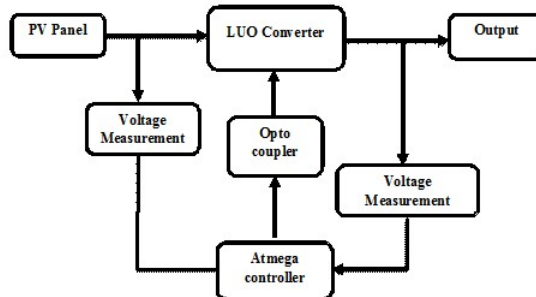 PV Panel
LUO Converter
Output
Voltage
Measurement
Opto
coupler
Voltage
Measurement
Atmega
controller